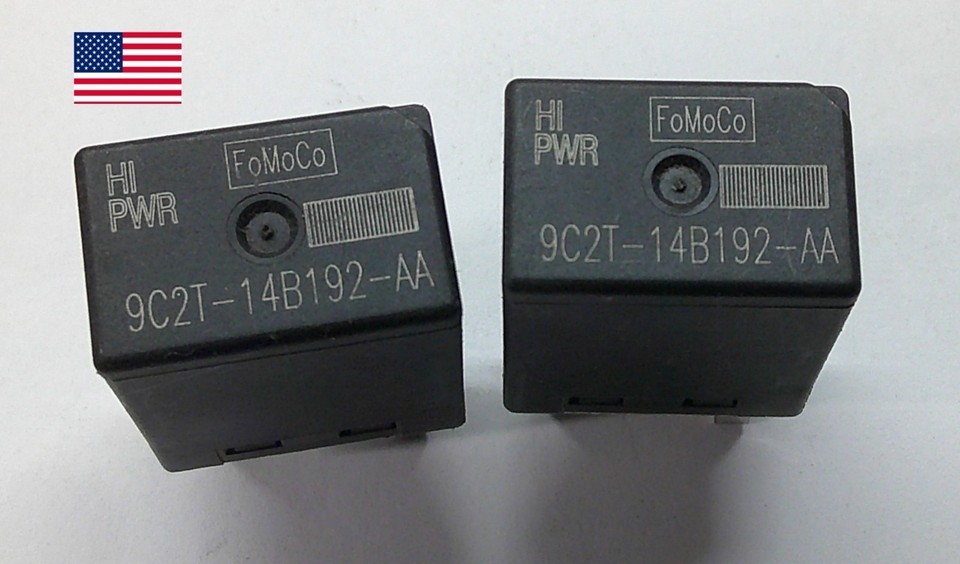 HI
PWR
FoMoCo
9C2T-14B192-AA
HI
PWR
FoMoCo
9C2T-14B192-AA